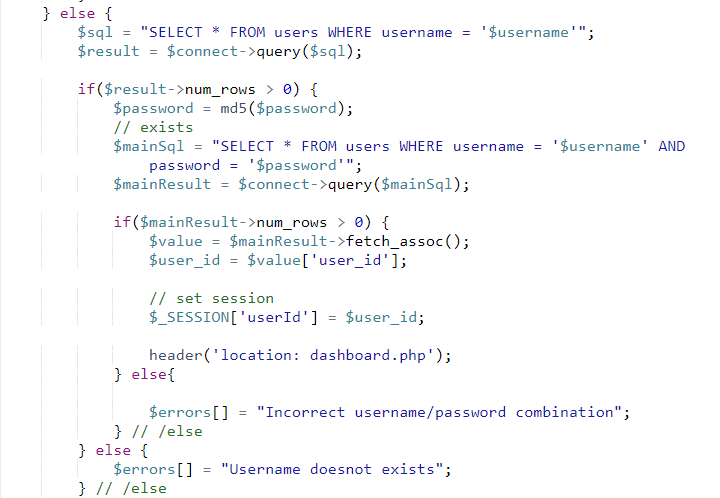 } else {
$sql = "SELECT * FROM users WHERE username = '$username'";
$result = $connect->query($sql);
if($result->num_rows > 0) {
$password = md5($password);
// exists
$mainSql = "SELECT * FROM users WHERE username = '$username' AND
password = '$password'";
$mainResult = $connect->query($mainSql);
if($mainResult->num_rows > 0) {
$value = $mainResult->fetch_assoc();
$user_id = $value['user_id'];
// set session
$_SESSION['userId'] = $user_id;
header('location: dashboard.php');
} else{
$errors[] = "Incorrect username/password combination";
} // /else
} else {
$errors[] = "Username doesnot exists";
} // /else